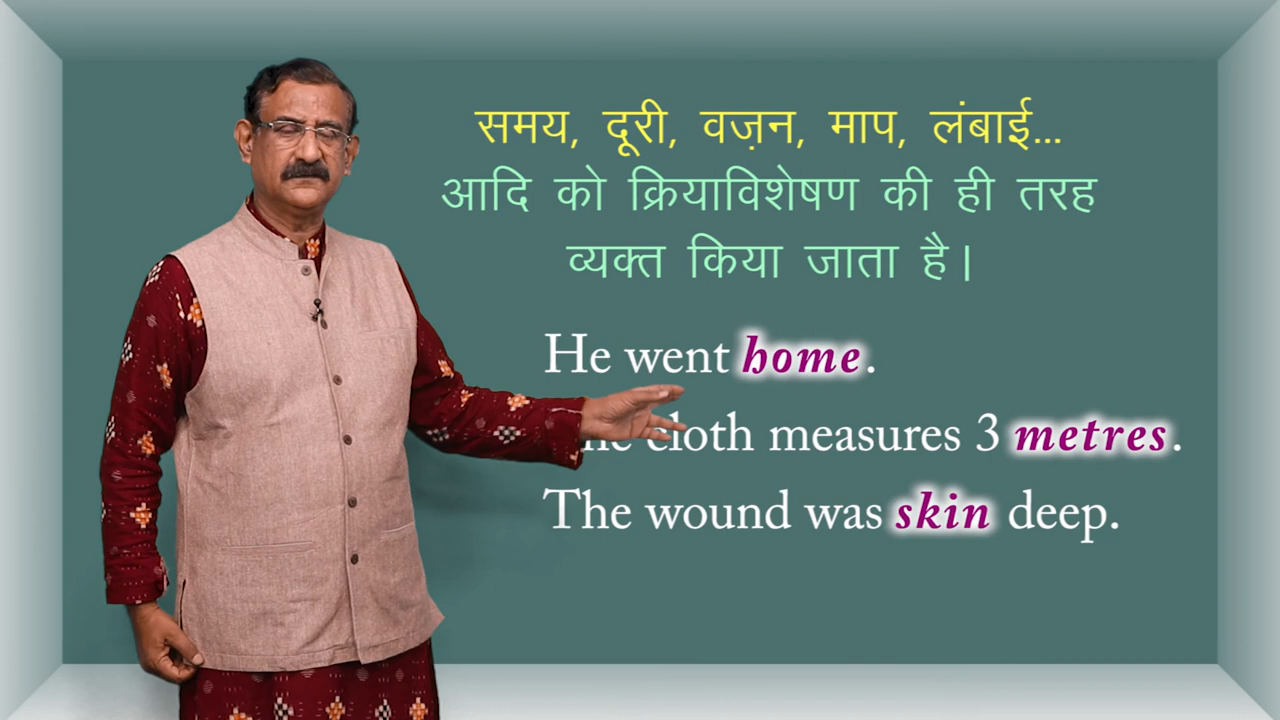 समय, दूरी, वज़न, माप, लंबाई...
आदि को क्रियाविशेषण की ही तरह
व्यक्त किया जाता है।
He went home.
cloth measures 3 metres.
The wound was skin deep.